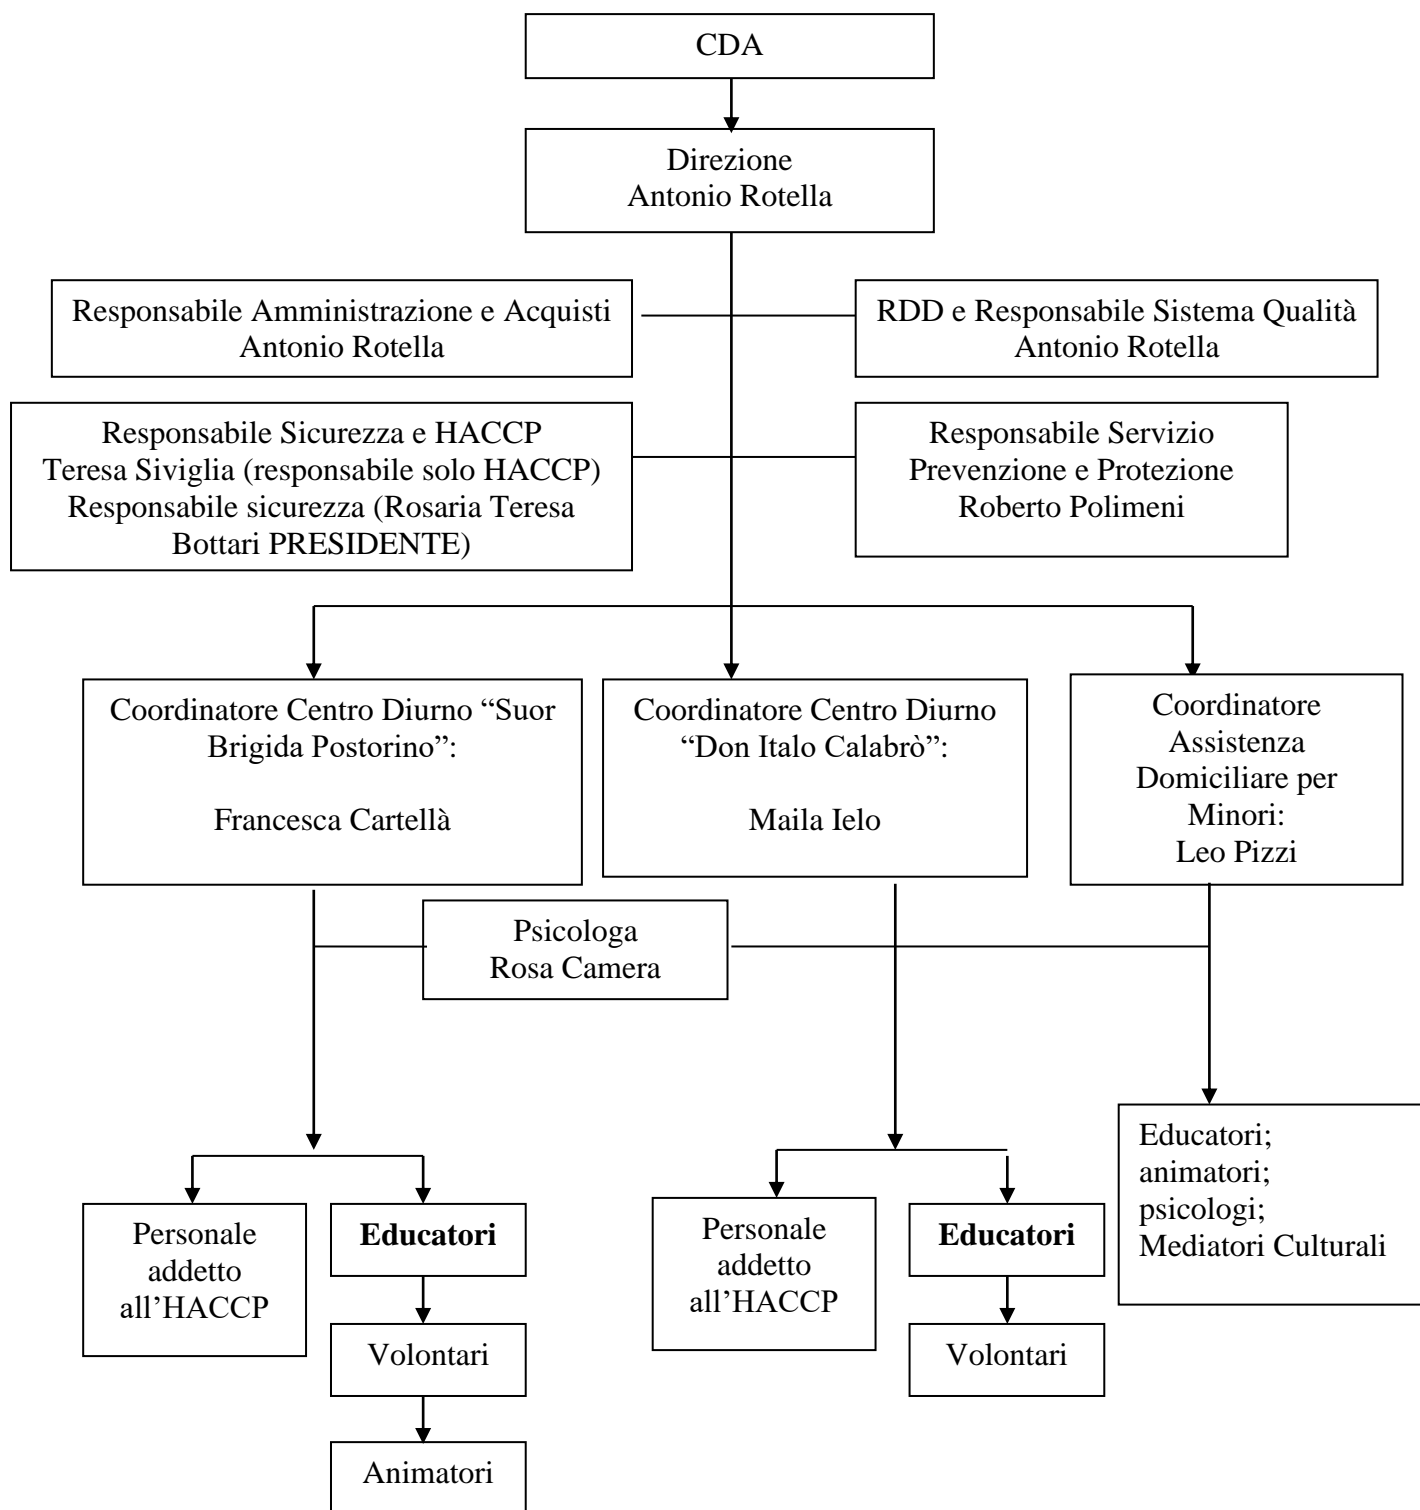 CDA
Direzione
Antonio Rotella
Responsabile Amministrazione e Acquisti
Antonio Rotella
RDD e Responsabile Sistema Qualità
Antonio Rotella
Responsabile Sicurezza e HACCP
Teresa Siviglia (responsabile solo HACCP)
Responsabile sicurezza (Rosaria Teresa
Bottari PRESIDENTE)
Responsabile Servizio
Prevenzione e Protezione
Roberto Polimeni
Coordinatore Centro Diurno “Suor
Brigida Postorino”:
Francesca Cartellà
Coordinatore Centro Diurno
“Don Italo Calabrò”:
Maila Ielo
Coordinatore
Assistenza
Domiciliare per
Minori:
Leo Pizzi
Psicologa
Rosa Camera
Personale
addetto
all’HACCP
Educatori
Volontari
Animatori
Personale
addetto
all’HACCP
Educatori
Volontari
Educatori;
animatori;
psicologi;
Mediatori Culturali